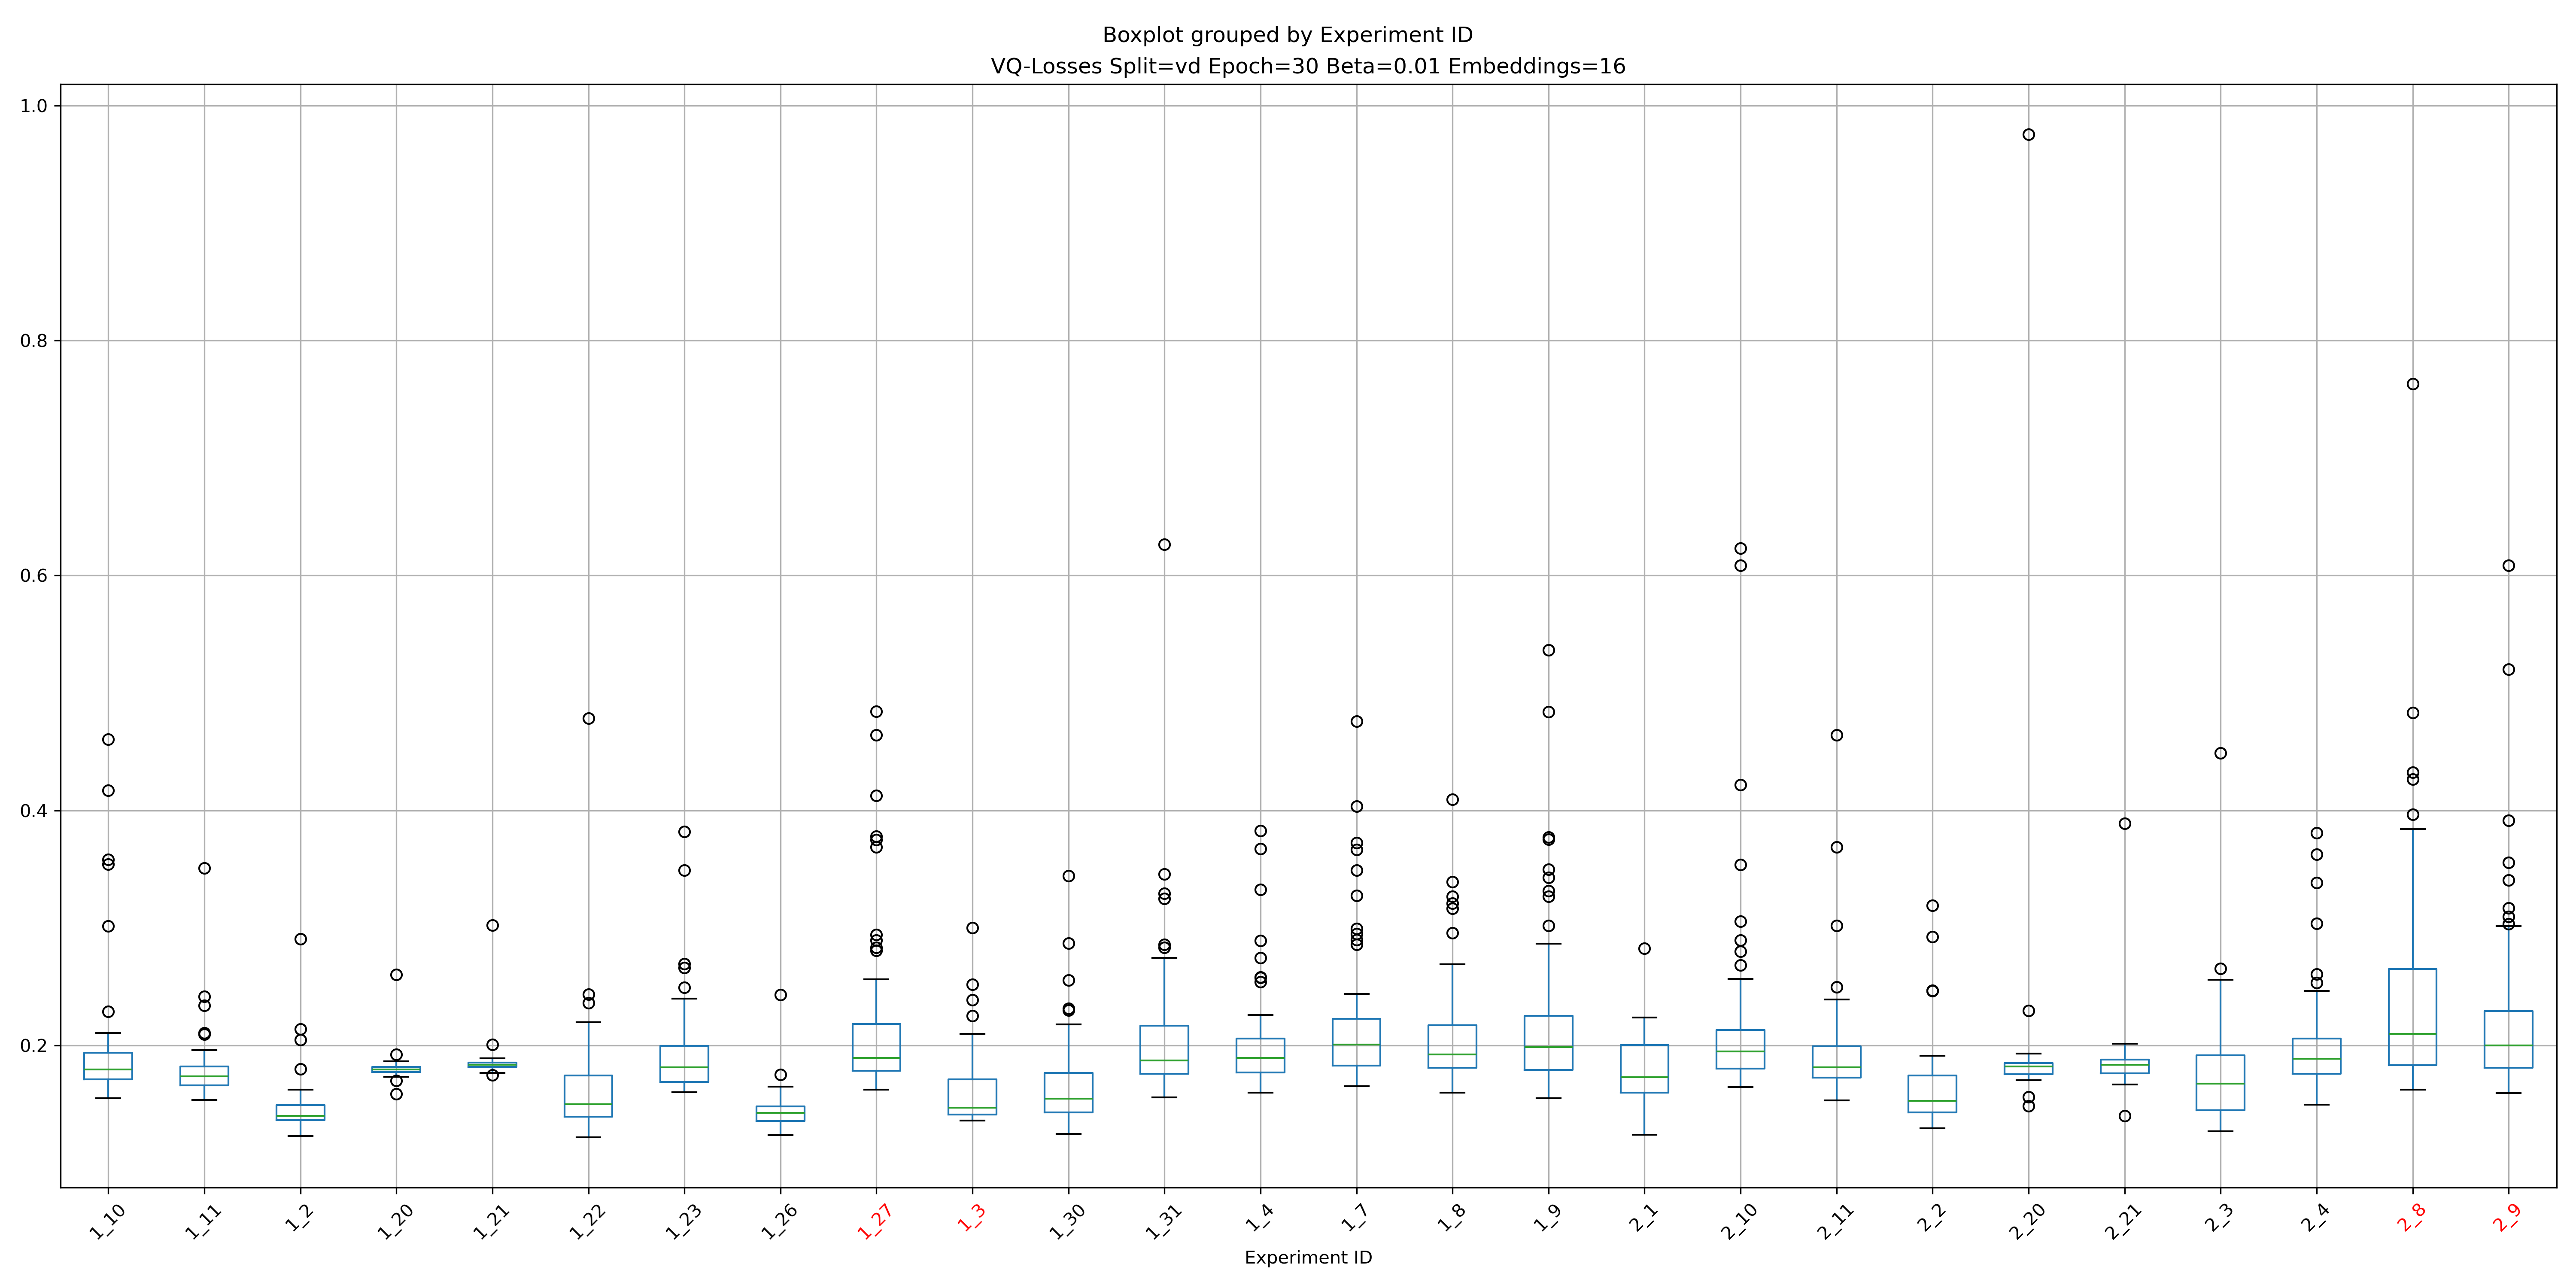 Boxplot grouped by Experiment ID
VQ-Losses Split=vd Epoch=30 Beta=0.01 Embeddings=16
1.0
0.8
0.6
0.4
0.2
1_10 1_11 1_2 1_20 1_21 1_22 1_23 1_26 1_27 1_3 1_30 1_31 1_4 1_7 1_8 1_9 2_1 2_10 2_11 2_2 2_20 2_21 2_3 2_4 2_8 2_9
Experiment ID